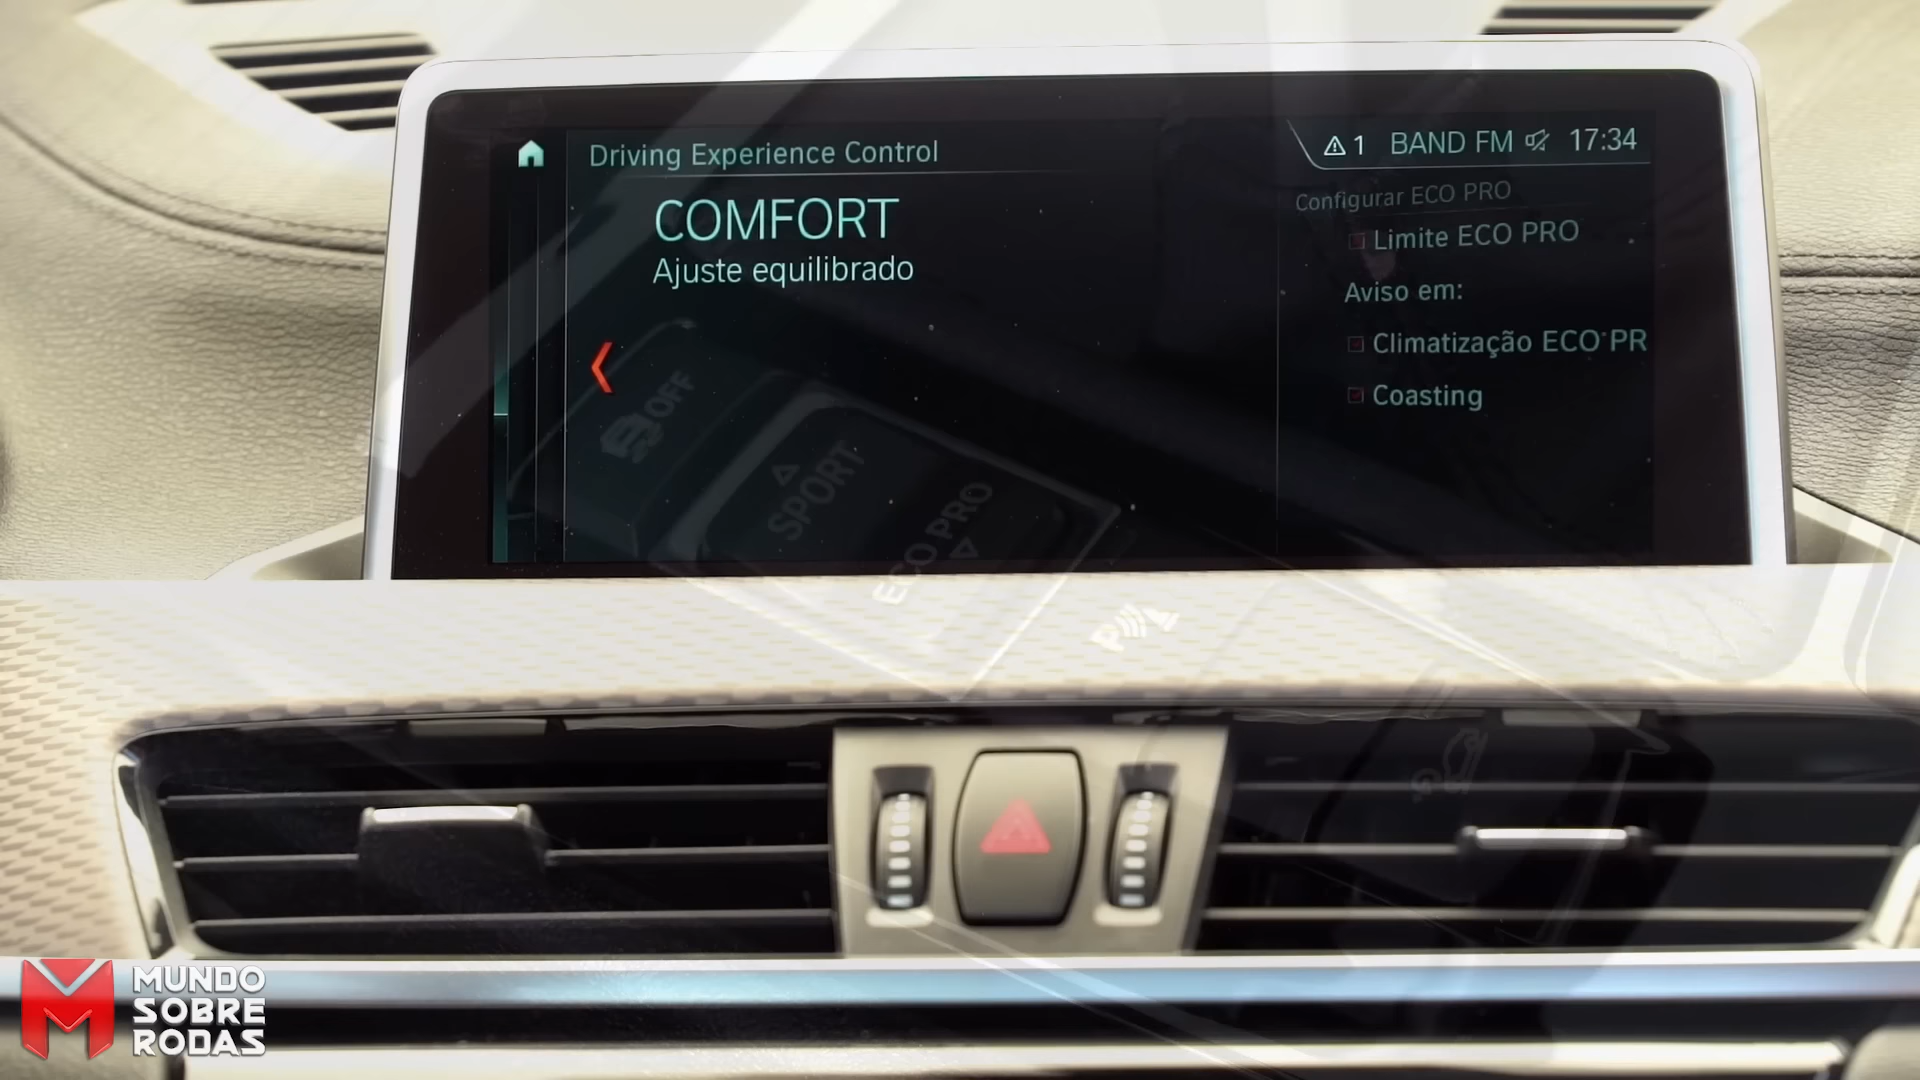 Driving Experience Control
1 BAND FM 17:34
COMFORT
Ajuste equilibrado
Configurar ECO PRO
Limite ECO PRO
Aviso em:
Climatização ECO PR
Coasting
OFF
SPORT
ECO PRO
P
MUNDO
SOBRE
RODAS